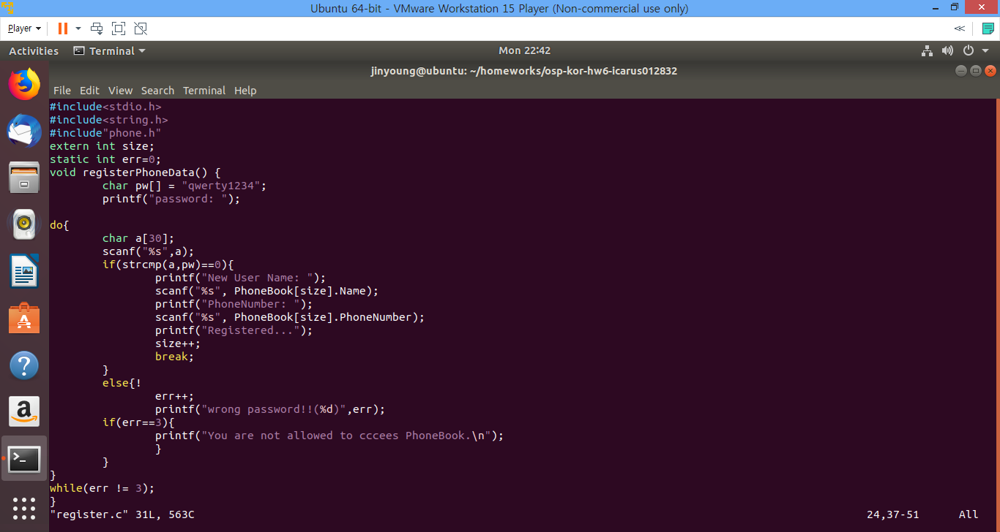 Ubuntu 64-bit - VMware Workstation 15 Player (Non-commercial use only)
Player
Activities Terminal Mon 22:42
jinyoung@ubuntu: ~/homeworks/osp-kor-hw6-icarus012832
File Edit View Search Terminal Help
#include<stdio.h>
#include<string.h>
#include"phone.h"
extern int size;
static int err=0;
void registerPhoneData() {
        char pw[] = "qwerty1234";
        printf("password: ");

do{
        char a[30];
        scanf("%s",a);
        if(strcmp(a,pw)==0){
                printf("New User Name: ");
                scanf("%s", PhoneBook[size].Name);
                printf("PhoneNumber: ");
                scanf("%s", PhoneBook[size].PhoneNumber);
                printf("Registered...");
                size++;
                break;
        }
        else{!
                err++;
                printf("wrong password!!(%d)",err);
        if(err==3){
                printf("You are not allowed to cccees PhoneBook.\n");
                }
        }
}
while(err != 3);
}
"register.c" 31L, 563C 24,37-51 All